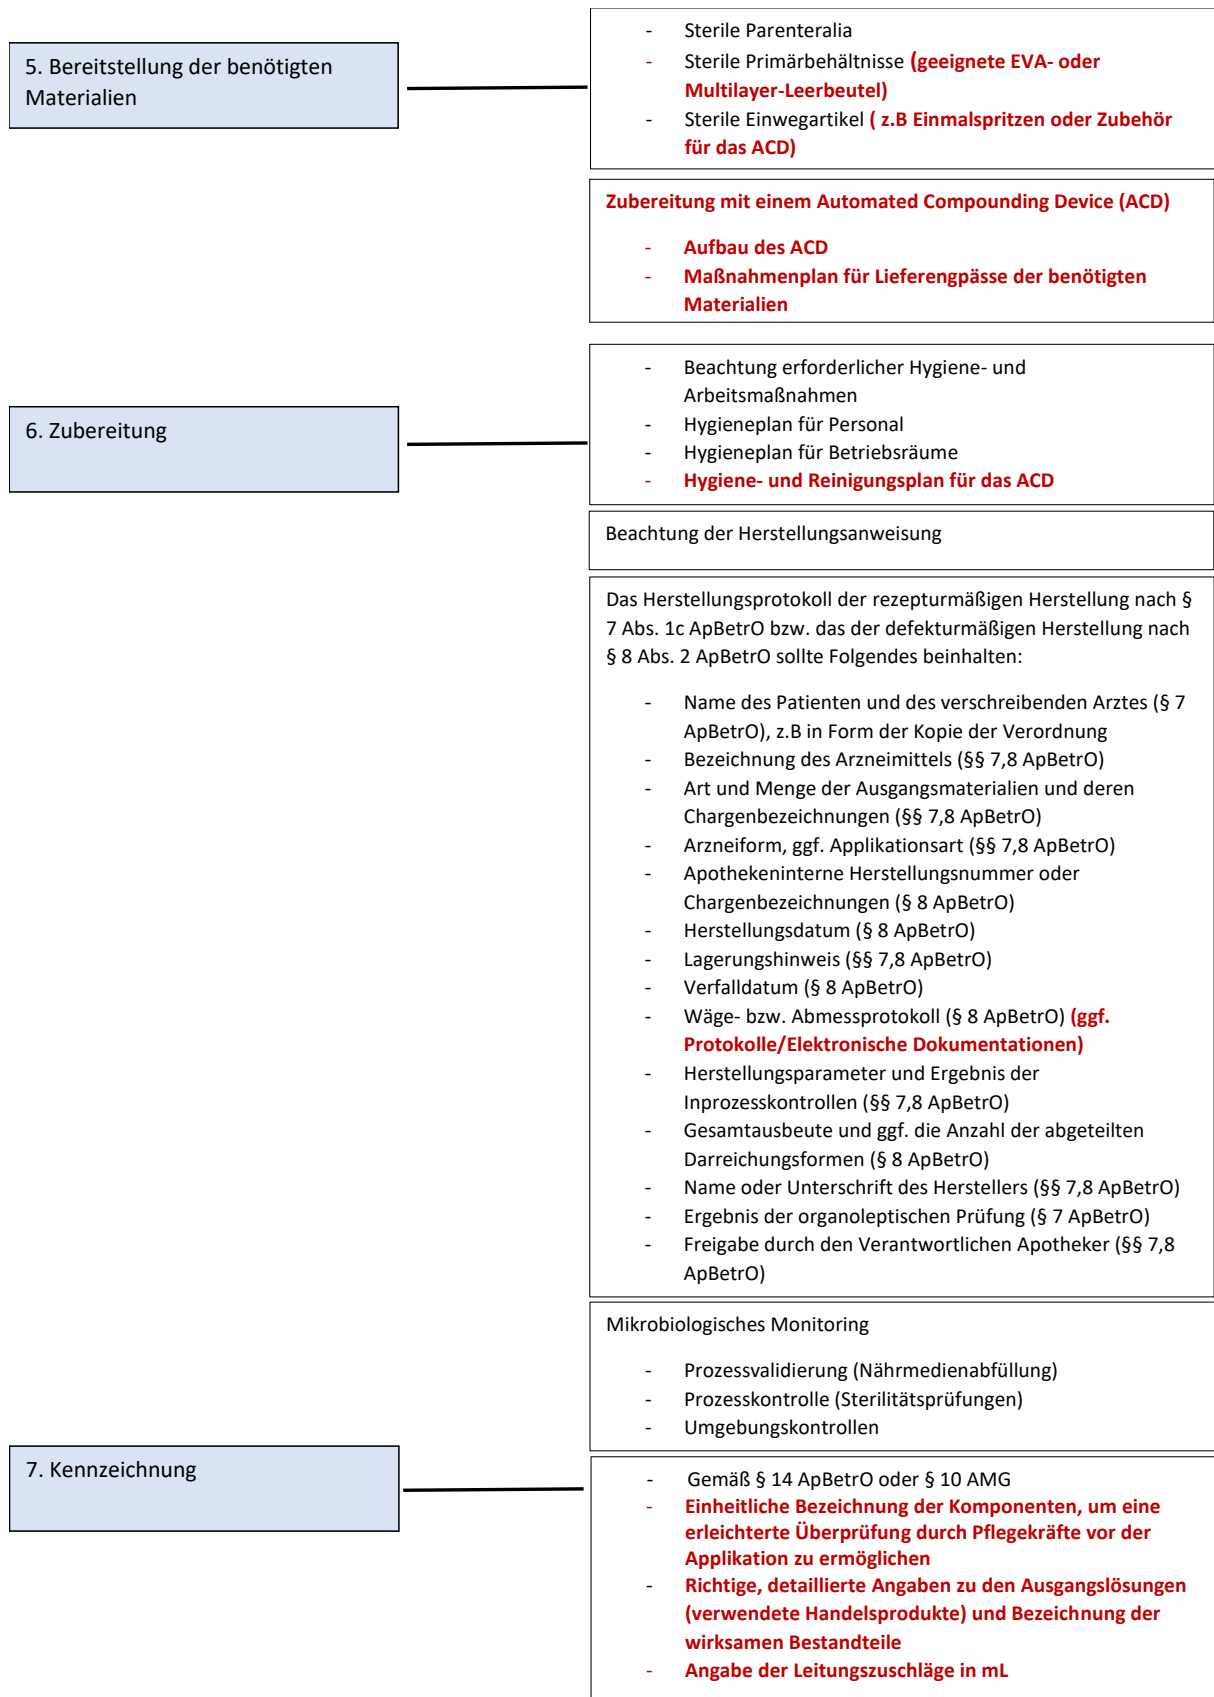 5. Bereitstellung der benötigten
Materialien
- Sterile Parenteralia
- Sterile Primärbehältnisse (geeignete EVA- oder
Multilayer-Leerbeutel)
- Sterile Einwegartikel ( z.B Einmalspritzen oder Zubehör
für das ACD)
Zubereitung mit einem Automated Compounding Device (ACD)
- Aufbau des ACD
- Maßnahmenplan für Lieferengpässe der benötigten
Materialien
6. Zubereitung
- Beachtung erforderlicher Hygiene- und
Arbeitsmaßnahmen
- Hygieneplan für Personal
- Hygieneplan für Betriebsräume
- Hygiene- und Reinigungsplan für das ACD
Beachtung der Herstellungsanweisung
Das Herstellungsprotokoll der rezepturmäßigen Herstellung nach §
7 Abs. 1c ApBetrO bzw. das der defekturmäßigen Herstellung nach
§ 8 Abs. 2 ApBetrO sollte Folgendes beinhalten:
- Name des Patienten und des verschreibenden Arztes (§ 7
ApBetrO), z.B in Form der Kopie der Verordnung
- Bezeichnung des Arzneimittels (§§ 7,8 ApBetrO)
- Art und Menge der Ausgangsmaterialien und deren
Chargenbezeichnungen (§§ 7,8 ApBetrO)
- Arzneiform, ggf. Applikationsart (§§ 7,8 ApBetrO)
- Apothekeninterne Herstellungsnummer oder
Chargenbezeichnungen (§ 8 ApBetrO)
- Herstellungsdatum (§ 8 ApBetrO)
- Lagerungshinweis (§§ 7,8 ApBetrO)
- Verfalldatum (§ 8 ApBetrO)
- Wäge- bzw. Abmessprotokoll (§ 8 ApBetrO) (ggf.
Protokolle/Elektronische Dokumentationen)
- Herstellungsparameter und Ergebnis der
Inprozesskontrollen (§§ 7,8 ApBetrO)
- Gesamtausbeute und ggf. die Anzahl der abgeteilten
Darreichungsformen (§ 8 ApBetrO)
- Name oder Unterschrift des Herstellers (§§ 7,8 ApBetrO)
- Ergebnis der organoleptischen Prüfung (§ 7 ApBetrO)
- Freigabe durch den Verantwortlichen Apotheker (§§ 7,8
ApBetrO)
Mikrobiologisches Monitoring
- Prozessvalidierung (Nährmedienabfüllung)
- Prozesskontrolle (Sterilitätsprüfungen)
- Umgebungskontrollen
7. Kennzeichnung
- Gemäß § 14 ApBetrO oder § 10 AMG
- Einheitliche Bezeichnung der Komponenten, um eine
erleichterte Überprüfung durch Pflegekräfte vor der
Applikation zu ermöglichen
- Richtige, detaillierte Angaben zu den Ausgangslösungen
(verwendete Handelsprodukte) und Bezeichnung der
wirksamen Bestandteile
- Angabe der Leitungszuschläge in mL